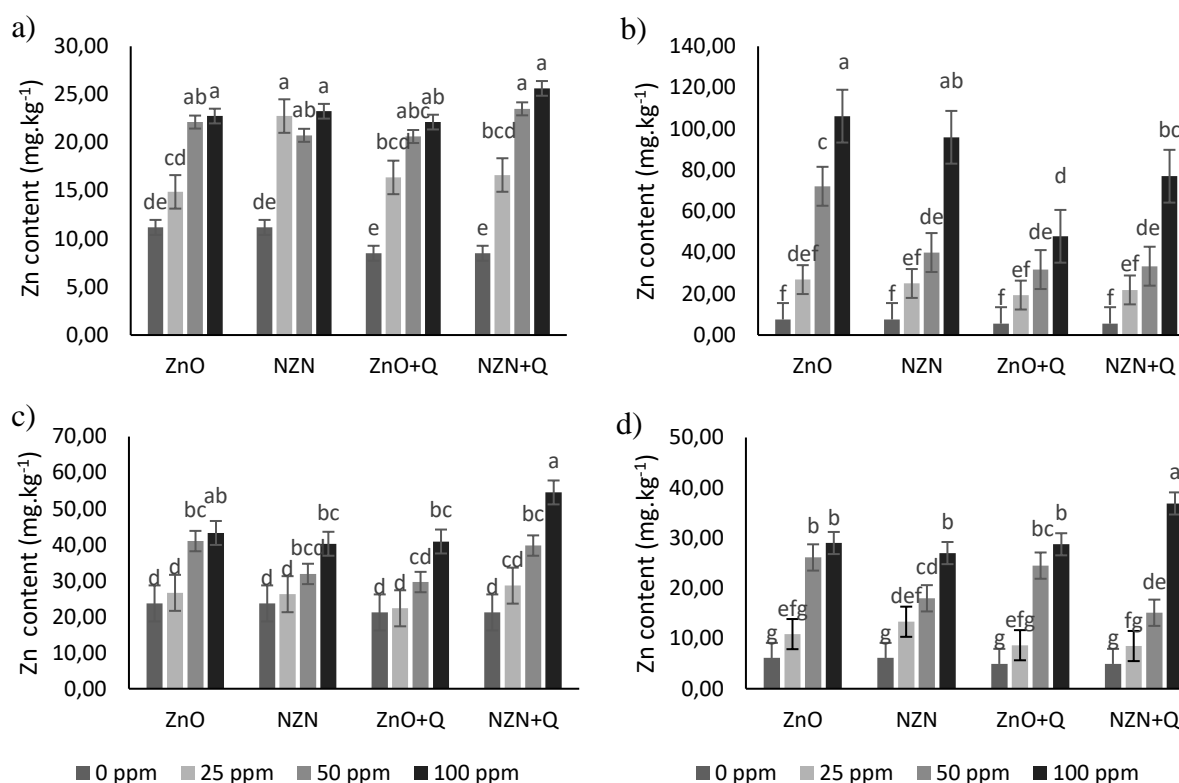 a)
Zn content (mg.kg-1)
30,00
25,00
20,00
15,00
10,00
5,00
0,00
de cd ab a
de a ab a
e bcd abc ab
e bcd a a
ZnO NZN ZnO+Q NZN+Q
b)
Zn content (mg.kg-1)
140,00
120,00
100,00
80,00
60,00
40,00
20,00
0,00
f def c a
f ef de ab
f ef de d
f ef de bc
ZnO NZN ZnO+Q NZN+Q
c)
Zn content (mg.kg-1)
70,00
60,00
50,00
40,00
30,00
20,00
10,00
0,00
d d bc ab
d d bcd bc
d d cd bc
d cd bc a
ZnO NZN ZnO+Q NZN+Q
0 ppm 25 ppm 50 ppm 100 ppm
d)
Zn content (mg.kg-1)
50,00
40,00
30,00
20,00
10,00
0,00
g efg b b
g def cd b
g efg bc b
g fg de a
ZnO NZN ZnO+Q NZN+Q
0 ppm 25 ppm 50 ppm 100 ppm